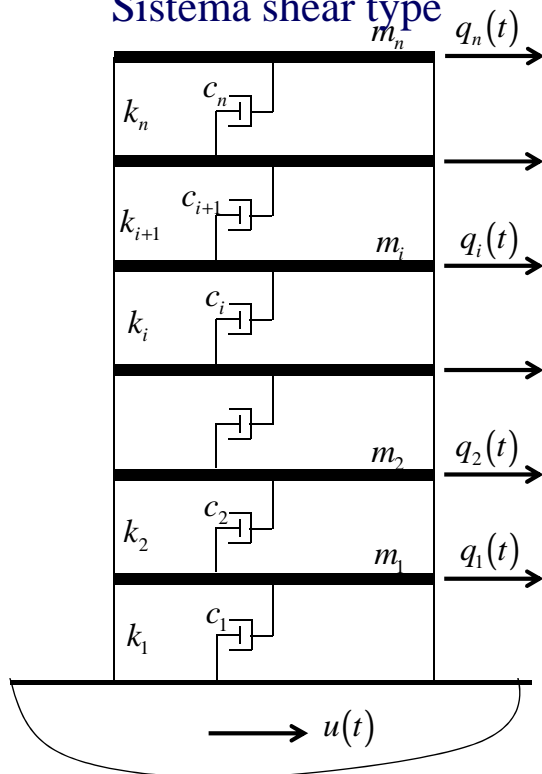 Sistema shear type
m_n q_n(t)
c_n
k_n
c_{i+1}
k_{i+1}
m_i q_i(t)
c_i
k_i
m_2 q_2(t)
c_2
k_2
m_1 q_1(t)
c_1
k_1
u(t)